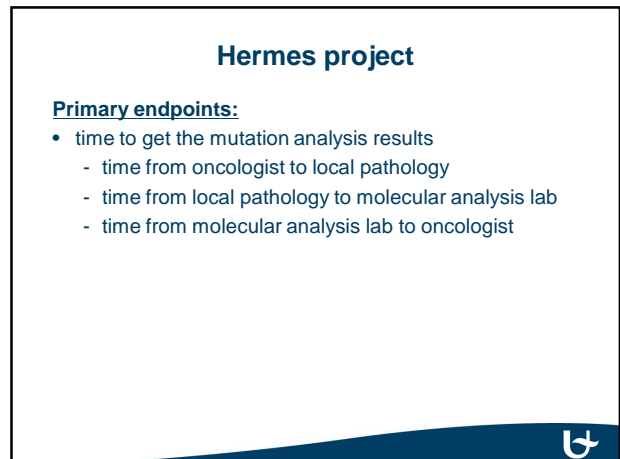 Hermes project
Primary endpoints:
• time to get the mutation analysis results
- time from oncologist to local pathology
- time from local pathology to molecular analysis lab
- time from molecular analysis lab to oncologist